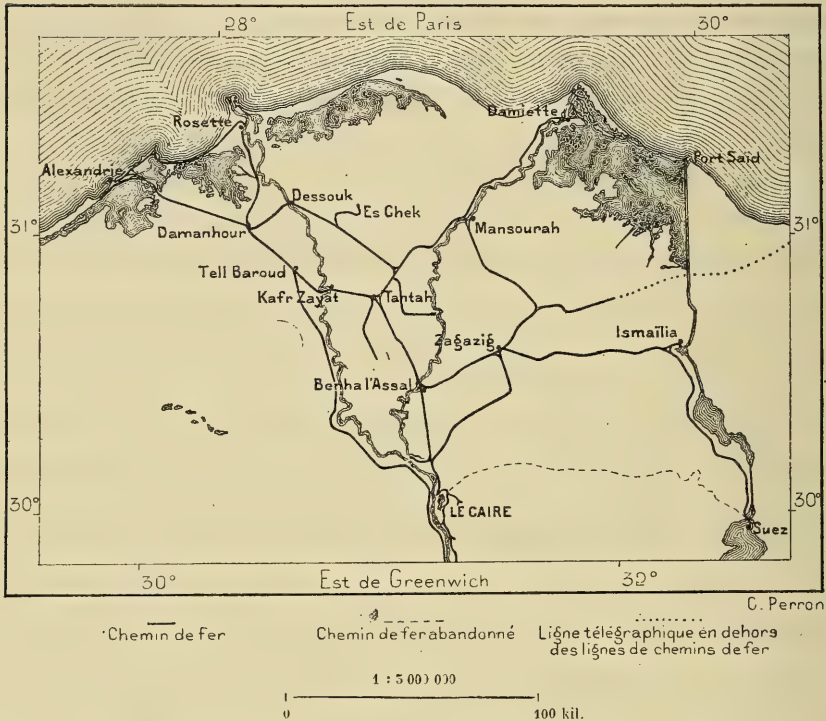 28° Est de Paris 30°
Rosette
Damiette
Alexandrie
Port Saïd
Dessouk
Es Chek
31°
Damanhour
Mansourah
31°
Tell Baroud
Kafr Zayat
Tantah
Zagazig
Ismaïlia
Benha l'Assal
30°
LE CAIRE
30°
Suez
30° Est de Greenwich 32°
C. Perron
Chemin de fer
Chemin de fer abandonné
Ligne télégraphique en dehors
des lignes de chemins de fer
1 : 3 000 000
0 100 kil.